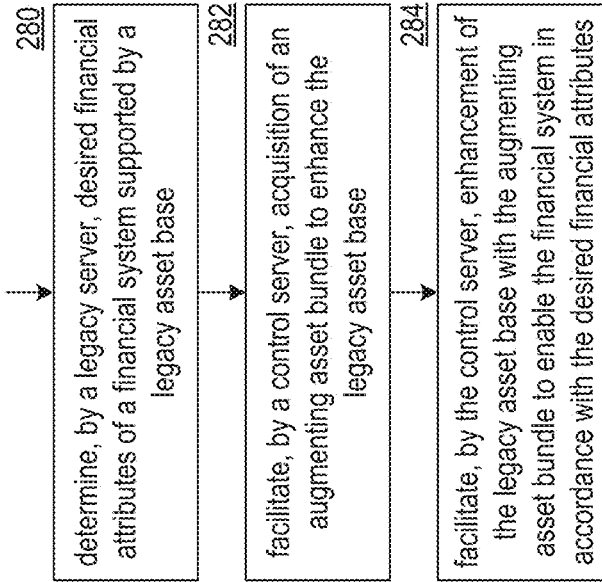 280
determine, by a legacy server, desired financial
attributes of a financial system supported by a
legacy asset base
282
facilitate, by a control server, acquisition of an
augmenting asset bundle to enhance the
legacy asset base
284
facilitate, by the control server, enhancement of
the legacy asset base with the augmenting
asset bundle to enable the financial system in
accordance with the desired financial attributes